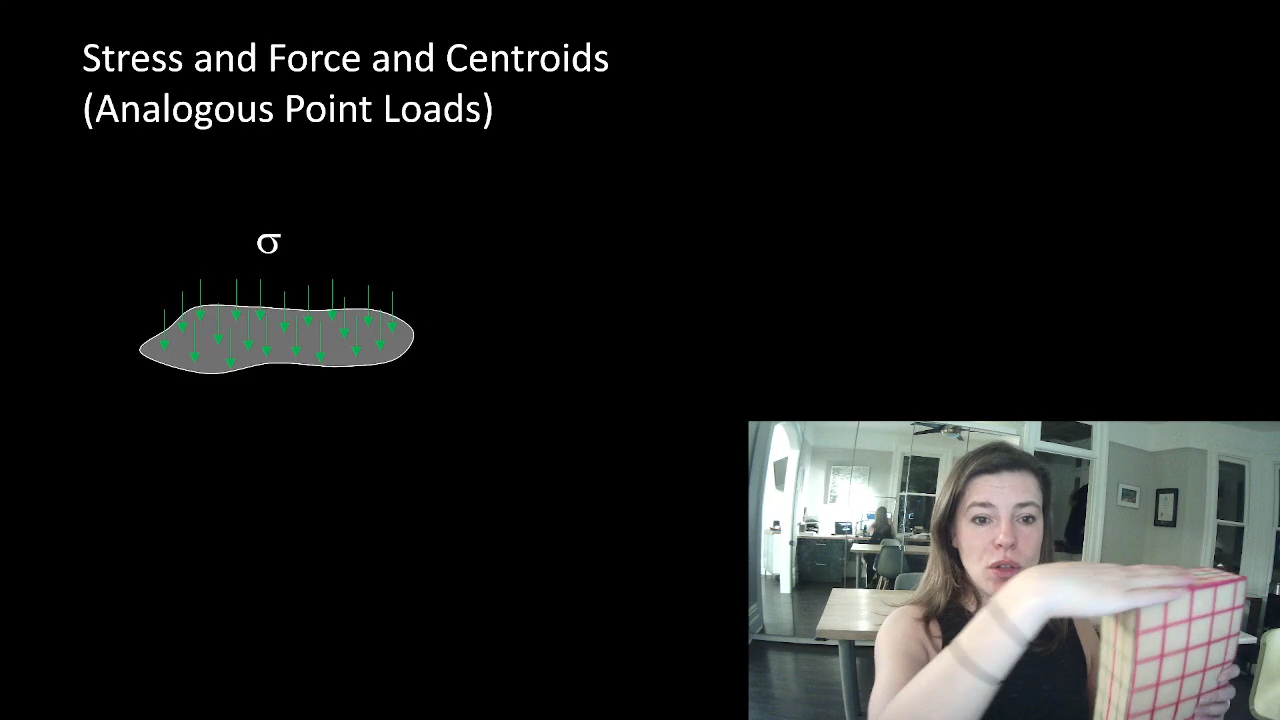 Stress and Force and Centroids
(Analogous Point Loads)
σ